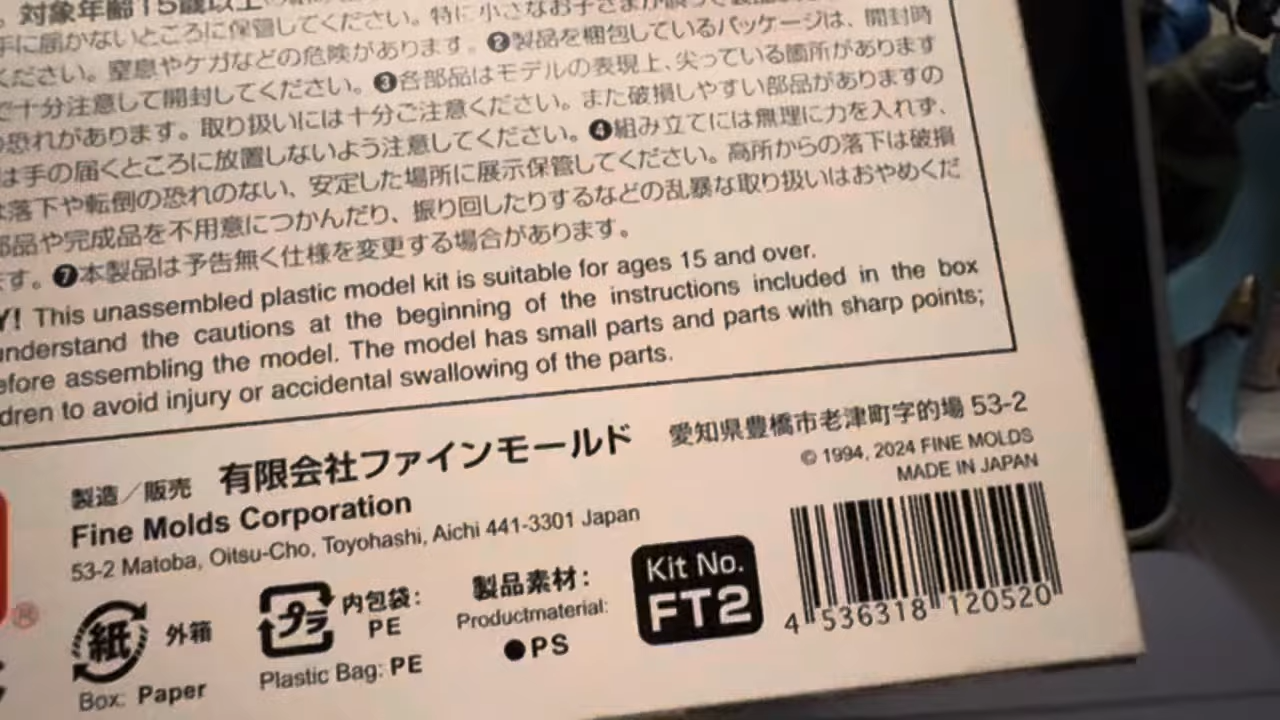 対象年齢15歳以上
手に届かないところに保管してください。特に小さなお子さまが誤って
ください。窒息やケガなどの危険があります。❷製品を梱包しているパッケージは、開封時
で十分注意して開封してください。❸各部品はモデルの表現上、尖っている箇所があります
の恐れがあります。取り扱いには十分ご注意ください。また破損しやすい部品がありますの
は手の届くところに放置しないよう注意してください。❹組み立てには無理に力を入れず、
は落下や転倒の恐れのない、安定した場所に展示保管してください。高所からの落下は破損
部品や完成品を不用意につかんだり、振り回したりするなどの乱暴な取り扱いはおやめくだ
ます。❼本製品は予告無く仕様を変更する場合があります。
Y! This unassembled plastic model kit is suitable for ages 15 and over.
understand the cautions at the beginning of the instructions included in the box
efore assembling the model. The model has small parts and parts with sharp points;
dren to avoid injury or accidental swallowing of the parts.
製造／販売 有限会社ファインモールド 愛知県豊橋市老津町字的場 53-2
© 1994, 2024 FINE MOLDS
MADE IN JAPAN
Fine Molds Corporation
53-2 Matoba, Oitsu-Cho, Toyohashi, Aichi 441-3301 Japan
紙 外箱
Box: Paper
プラ 内包袋:
PE
Plastic Bag: PE
製品素材:
Productmaterial:
●PS
Kit No.
FT2
4 536318 120520